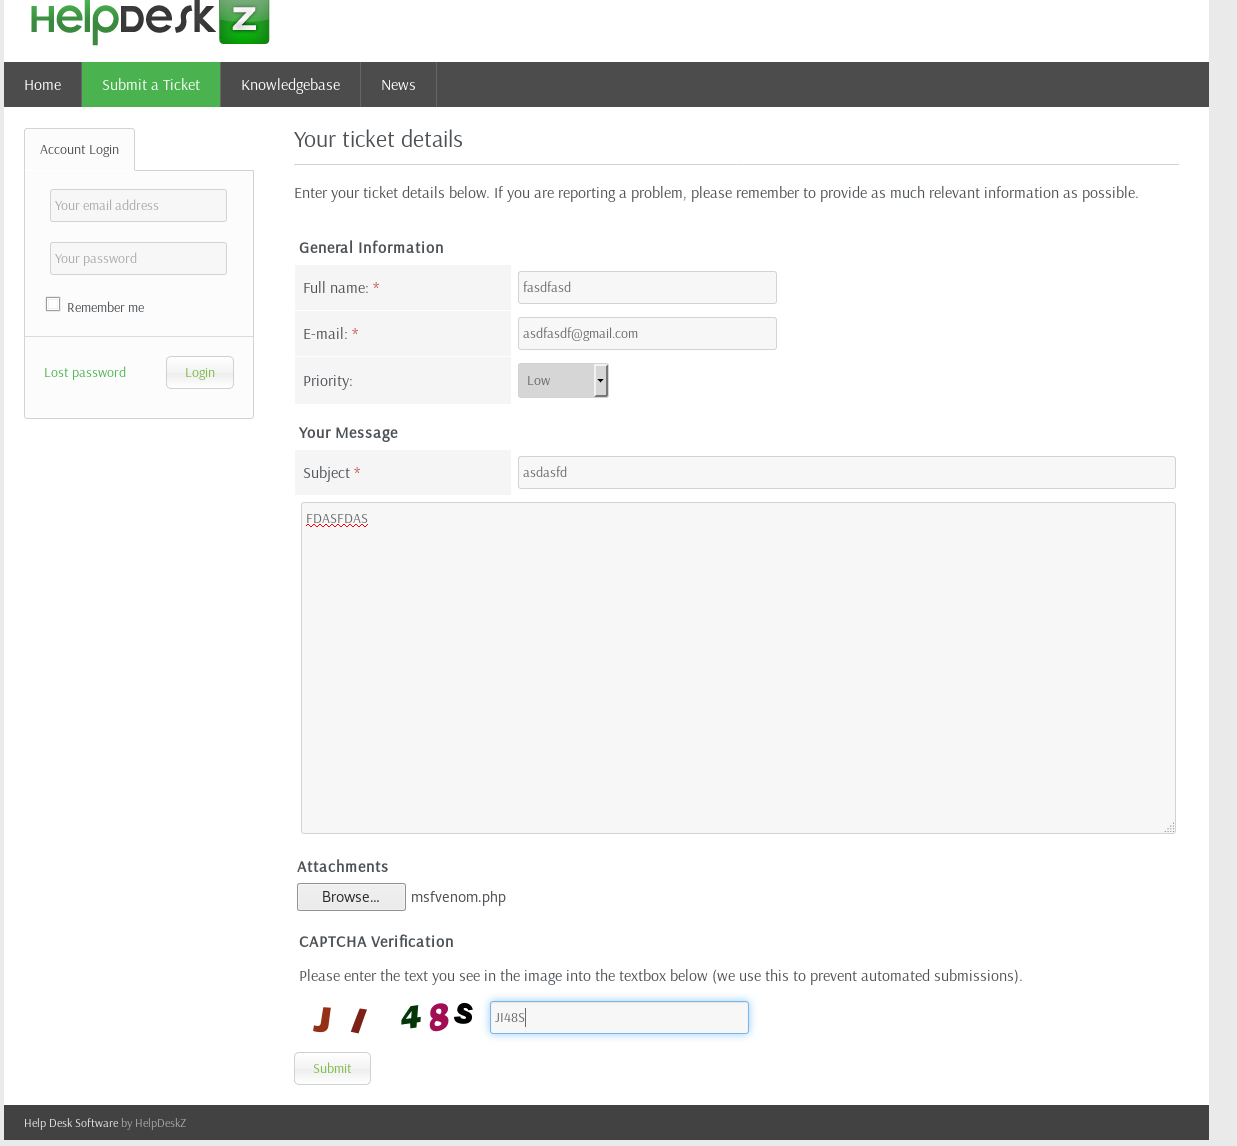 HelpDesk Z
Home Submit a Ticket Knowledgebase News
Account Login
Your email address
Your password
Remember me
Lost password Login
Your ticket details
Enter your ticket details below. If you are reporting a problem, please remember to provide as much relevant information as possible.
General Information
Full name: * fasdfasd
E-mail: * asdfasdf@gmail.com
Priority: Low
Your Message
Subject * asdasfd
FDASFDAS
Attachments
Browse... msfvenom.php
CAPTCHA Verification
Please enter the text you see in the image into the textbox below (we use this to prevent automated submissions).
J I 4 8 S JI48S
Submit
Help Desk Software by HelpDeskZ